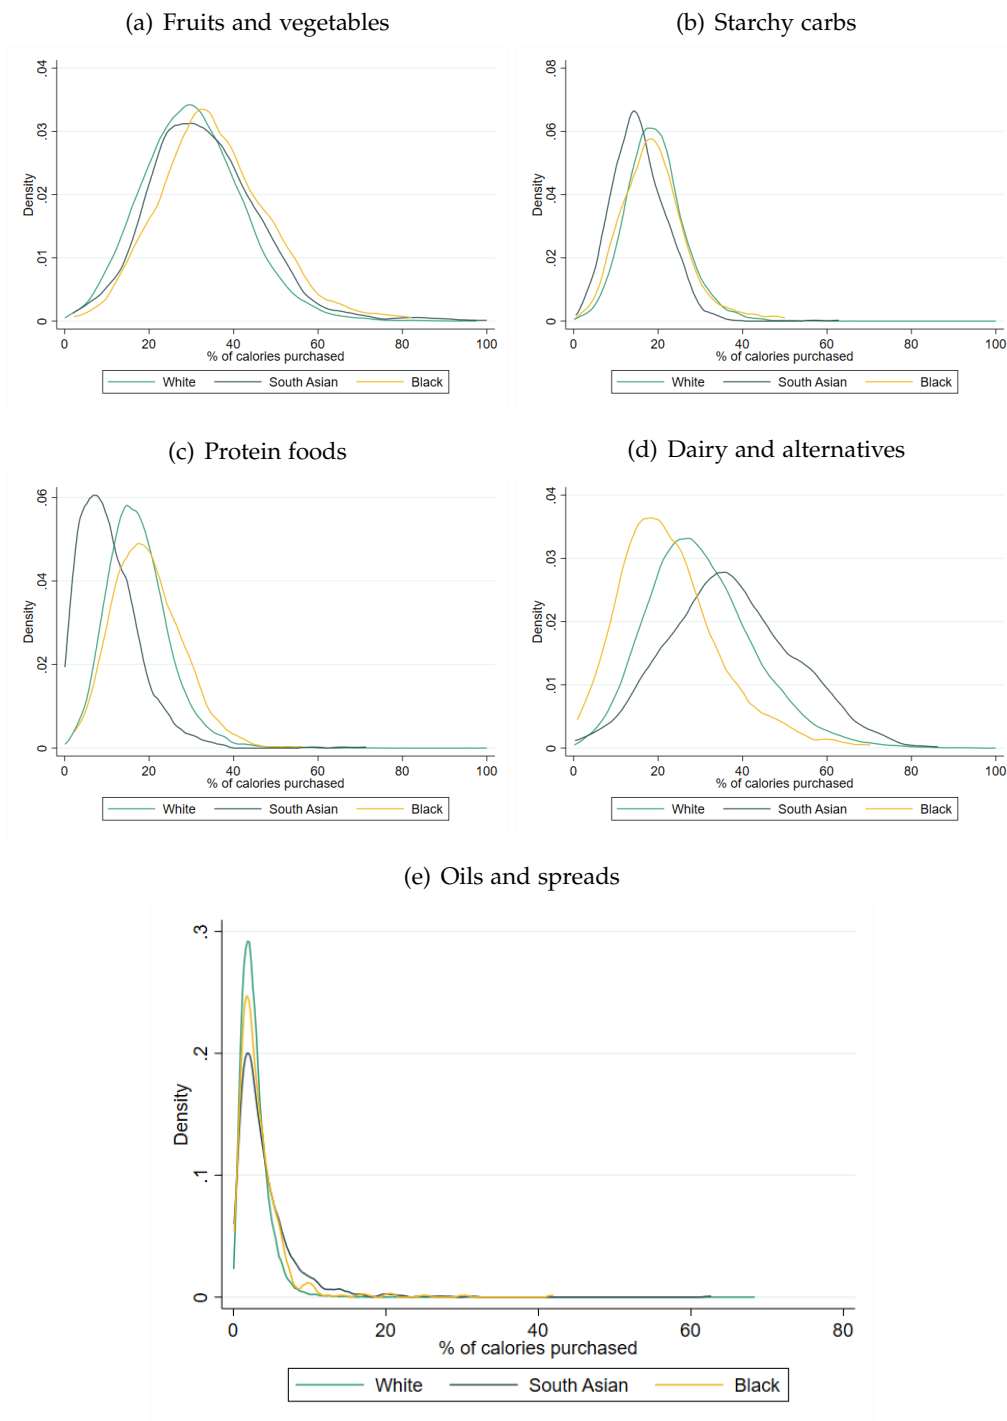 (a) Fruits and vegetables
.04
.03
.02
.01
0
Density
0 20 40 60 80 100
% of calories purchased
White South Asian Black
(b) Starchy carbs
.08
.06
.04
.02
0
Density
0 20 40 60 80 100
% of calories purchased
White South Asian Black
(c) Protein foods
.06
.04
.02
0
Density
0 20 40 60 80 100
% of calories purchased
White South Asian Black
(d) Dairy and alternatives
.04
.03
.02
.01
0
Density
0 20 40 60 80 100
% of calories purchased
White South Asian Black
(e) Oils and spreads
.3
.2
.1
0
Density
0 20 40 60 80
% of calories purchased
White South Asian Black